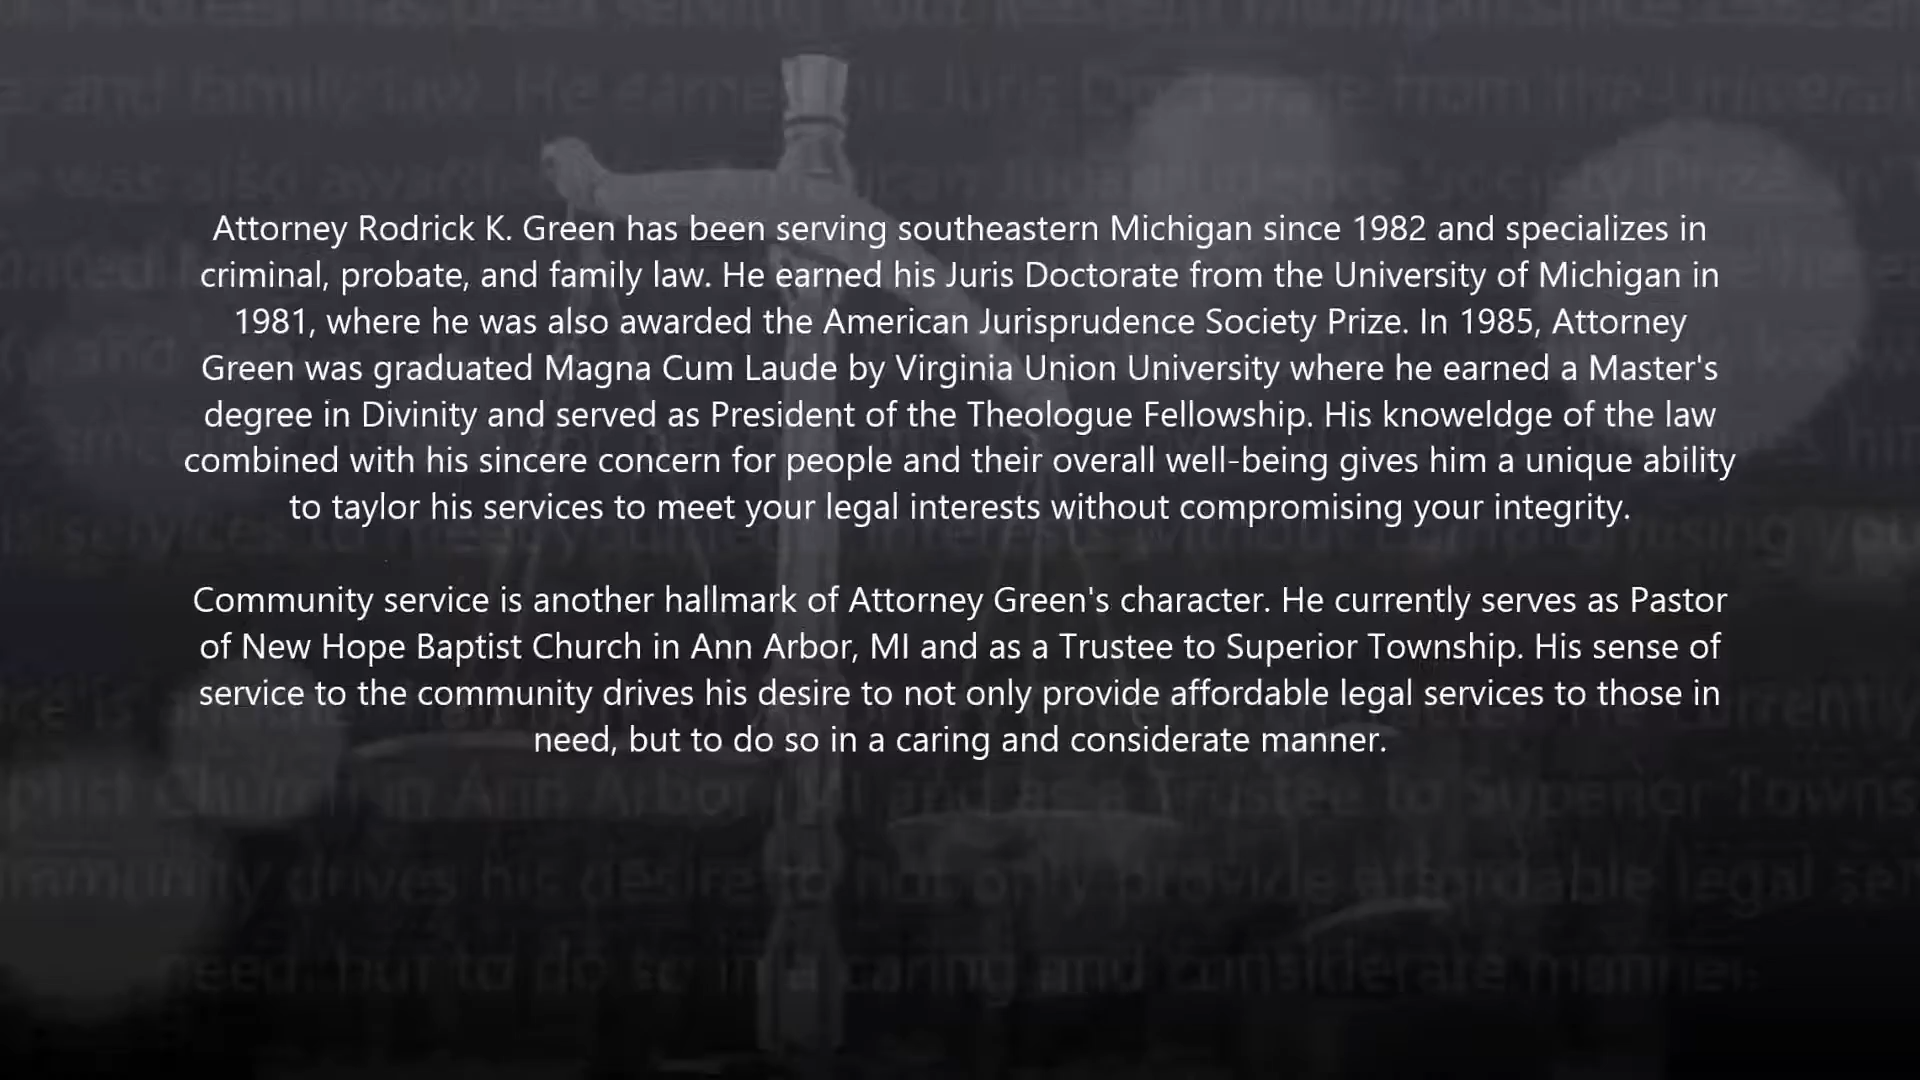 Attorney Rodrick K. Green has been serving southeastern Michigan since 1982 and specializes in
criminal, probate, and family law. He earned his Juris Doctorate from the University of Michigan in
1981, where he was also awarded the American Jurisprudence Society Prize. In 1985, Attorney
Green was graduated Magna Cum Laude by Virginia Union University where he earned a Master's
degree in Divinity and served as President of the Theologue Fellowship. His knoweldge of the law
combined with his sincere concern for people and their overall well-being gives him a unique ability
to taylor his services to meet your legal interests without compromising your integrity.
Community service is another hallmark of Attorney Green's character. He currently serves as Pastor
of New Hope Baptist Church in Ann Arbor, MI and as a Trustee to Superior Township. His sense of
service to the community drives his desire to not only provide affordable legal services to those in
need, but to do so in a caring and considerate manner.